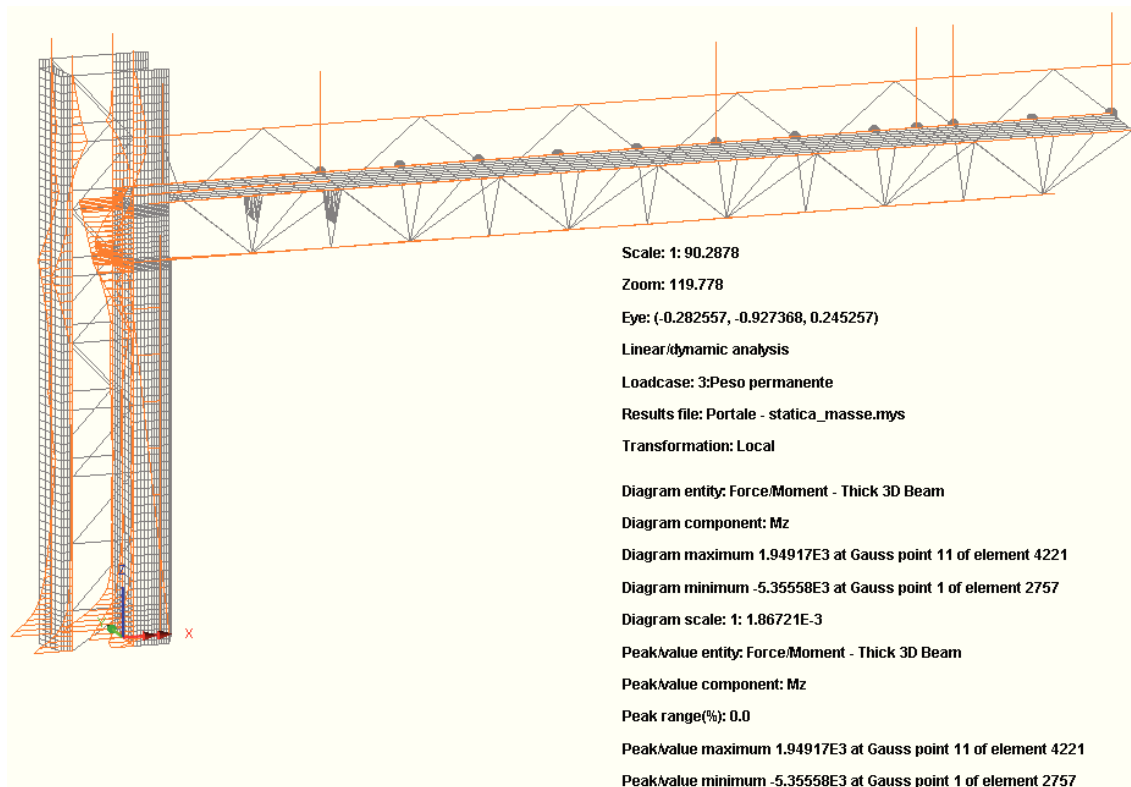 Z
X
Scale: 1: 90.2878
Zoom: 119.778
Eye: (-0.282557, -0.927368, 0.245257)
Linear/dynamic analysis
Loadcase: 3:Peso permanente
Results file: Portale - statica_masse.mys
Transformation: Local
Diagram entity: Force/Moment - Thick 3D Beam
Diagram component: Mz
Diagram maximum 1.94917E3 at Gauss point 11 of element 4221
Diagram minimum -5.35558E3 at Gauss point 1 of element 2757
Diagram scale: 1: 1.86721E-3
Peak/value entity: Force/Moment - Thick 3D Beam
Peak/value component: Mz
Peak range(%): 0.0
Peak/value maximum 1.94917E3 at Gauss point 11 of element 4221
Peak/value minimum -5.35558E3 at Gauss point 1 of element 2757